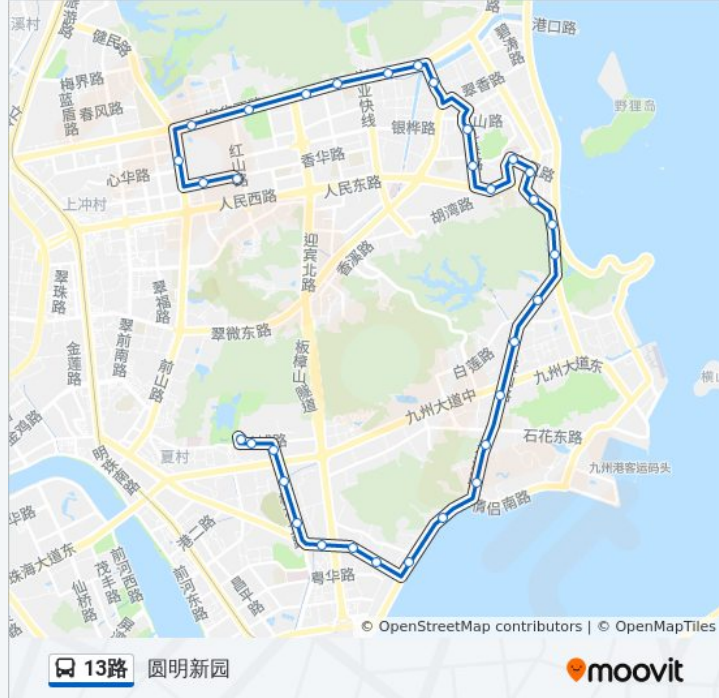 溪村
健民路
港口路
碧涛路
梅界路
翠香路
蓝盾路
春风路
业快线
野狸岛
银桦路
山路
红山路
香华路
心华路
人民东路
人民西路
上冲村
胡湾路
迎宾北路
香溪路
翠珠路
翠福路
翠前南路
翠微东路
金莲路
前山路
板樟山隧道
白莲路
九州大道东
横山
九州大道中
金鸡路
石花东路
夏村
明珠南路
九州港客运码头
情侣南路
华路
港二路
珠海大道东
前河西路
茂丰路
仙桥路
前河东路
昌平路
粤华路
© OpenStreetMap contributors | © OpenMapTiles
13路 圆明新园
moovit